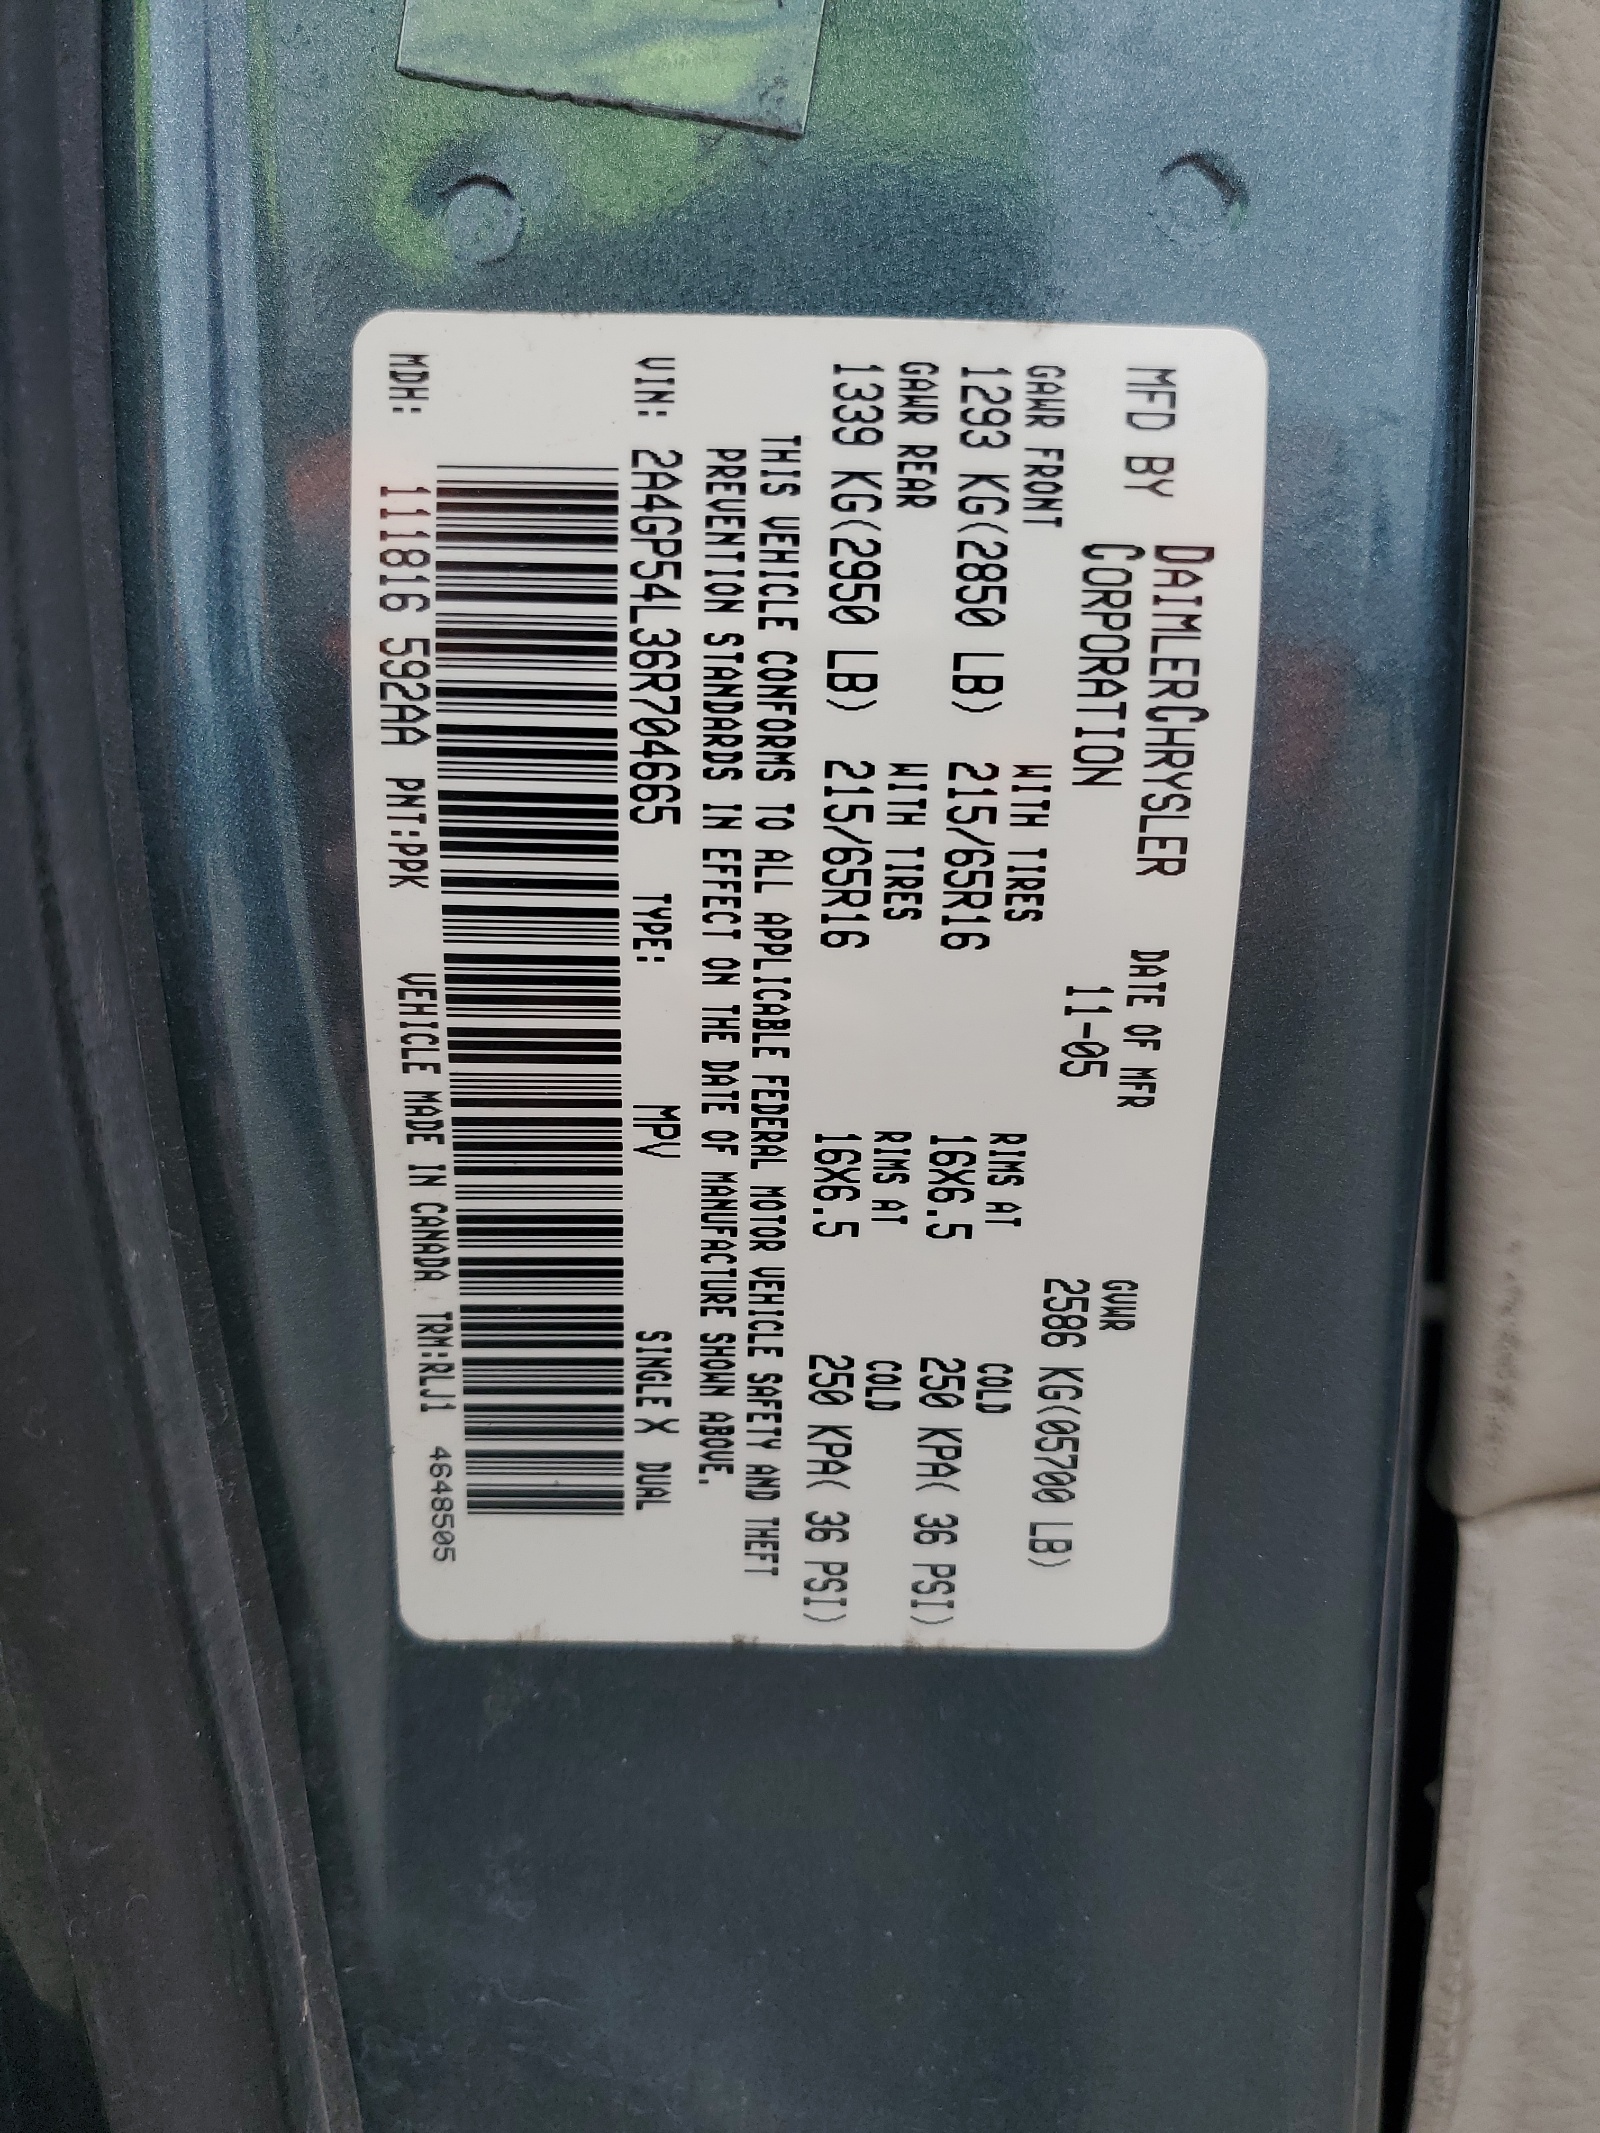 MFD BY DAIMLERCHRYSLER DATE OF MFR GVWR
CORPORATION 11-05 2586 KG(05700 LB)
GAWR FRONT WITH TIRES RIMS AT COLD
1293 KG(2850 LB) 215/65R16 16X6.5 250 KPA( 36 PSI)
GAWR REAR WITH TIRES RIMS AT COLD
1339 KG(2950 LB) 215/65R16 16X6.5 250 KPA( 36 PSI)
THIS VEHICLE CONFORMS TO ALL APPLICABLE FEDERAL MOTOR VEHICLE SAFETY AND THEFT
PREVENTION STANDARDS IN EFFECT ON THE DATE OF MANUFACTURE SHOWN ABOVE.
VIN: 2A4GP54L36R704665 TYPE: MPV SINGLE X DUAL
MDH: 111816 592AA PNT:PPK VEHICLE MADE IN CANADA TRM:RLJ1 4648505